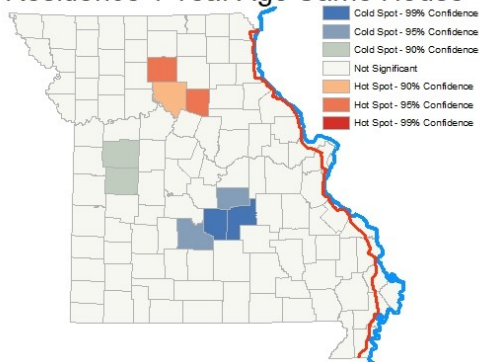 Residence 1 Year Ago Same House
Cold Spot - 99% Confidence
Cold Spot - 95% Confidence
Cold Spot - 90% Confidence
Not Significant
Hot Spot - 90% Confidence
Hot Spot - 95% Confidence
Hot Spot - 99% Confidence